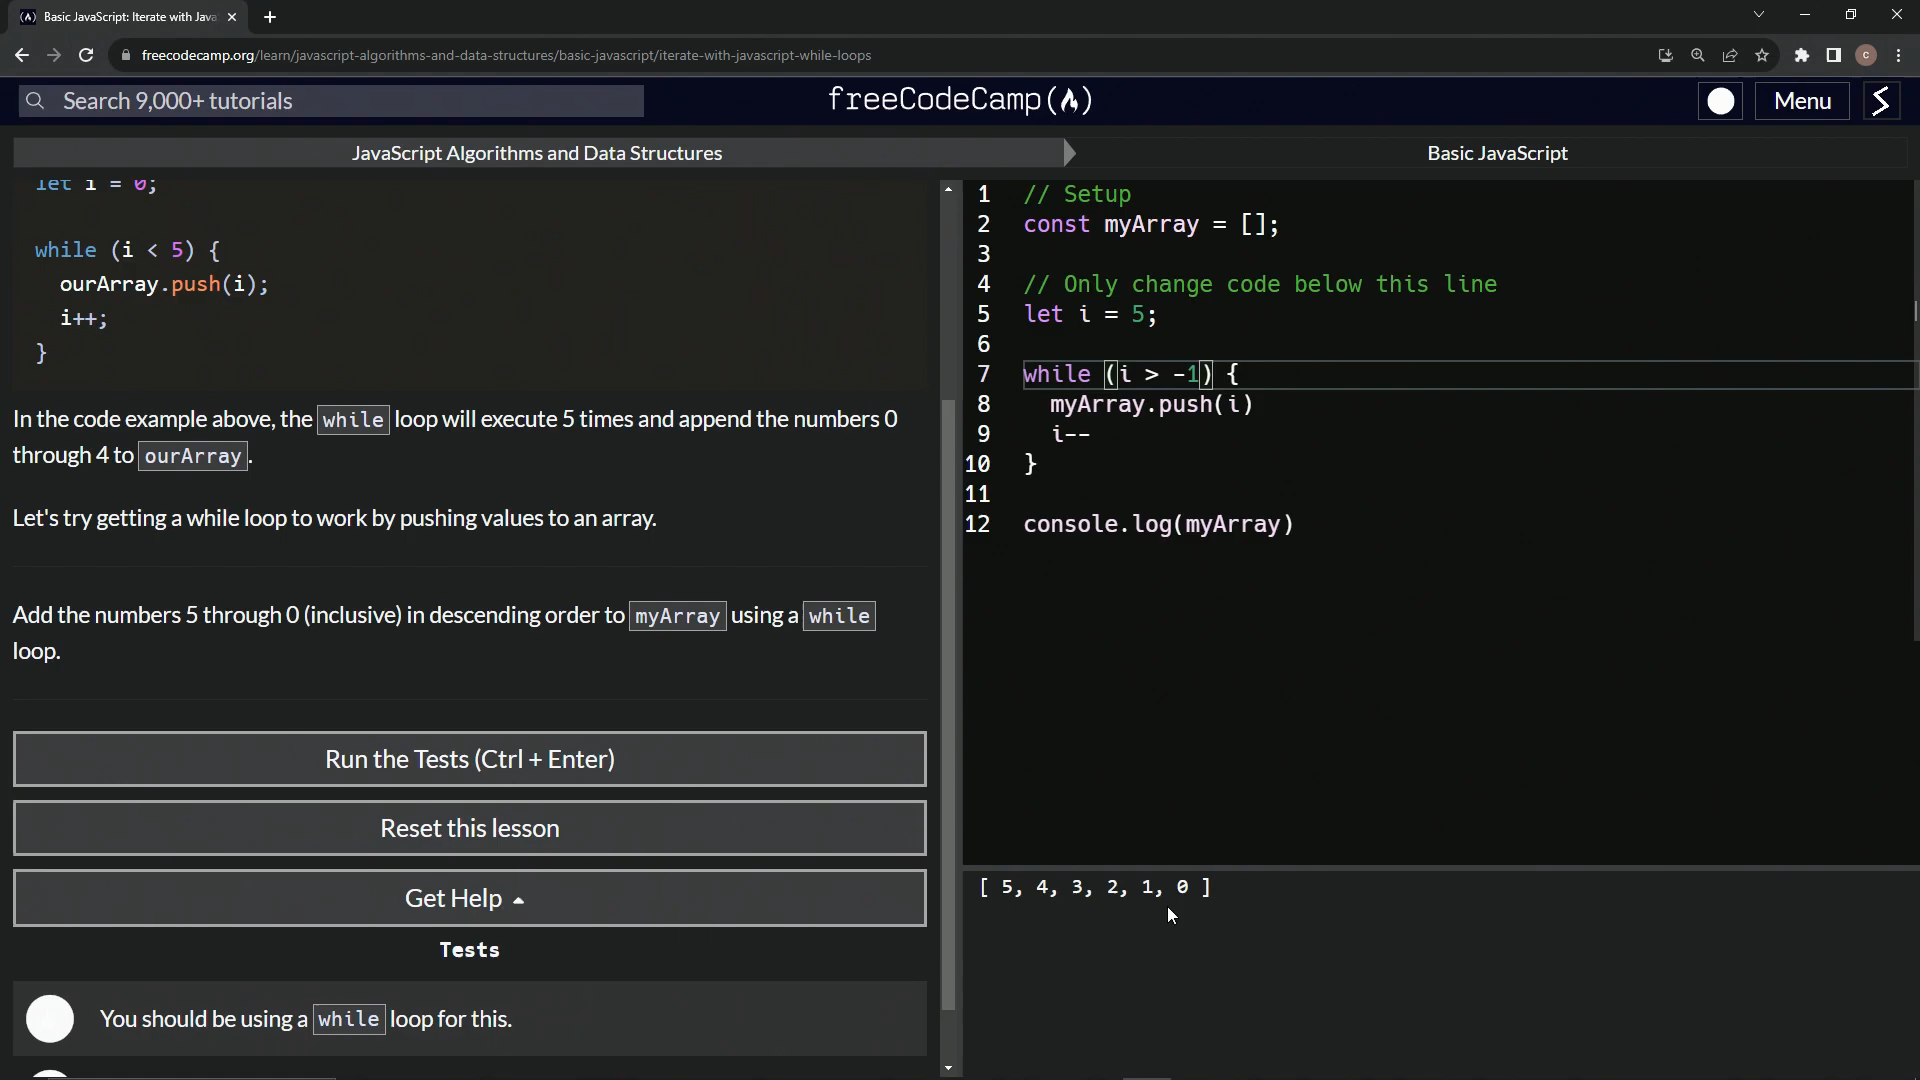 Basic JavaScript: Iterate with Java
freecodecamp.org/learn/javascript-algorithms-and-data-structures/basic-javascript/iterate-with-javascript-while-loops
C
Search 9,000+ tutorials
freeCodeCamp(🔥)
Menu
JavaScript Algorithms and Data Structures
Basic JavaScript
let i = 0;
while (i < 5) {
ourArray.push(i);
i++;
}
In the code example above, the while loop will execute 5 times and append the numbers 0
through 4 to ourArray.
Let's try getting a while loop to work by pushing values to an array.
Add the numbers 5 through 0 (inclusive) in descending order to myArray using a while
loop.
Run the Tests (Ctrl + Enter)
Reset this lesson
Get Help
Tests
You should be using a while loop for this.
1 // Setup
2 const myArray = [];
3
4 // Only change code below this line
5 let i = 5;
6
7 while (i > -1) {
8 myArray.push(i)
9 i--
10 }
11
12 console.log(myArray)
[ 5, 4, 3, 2, 1, 0 ]